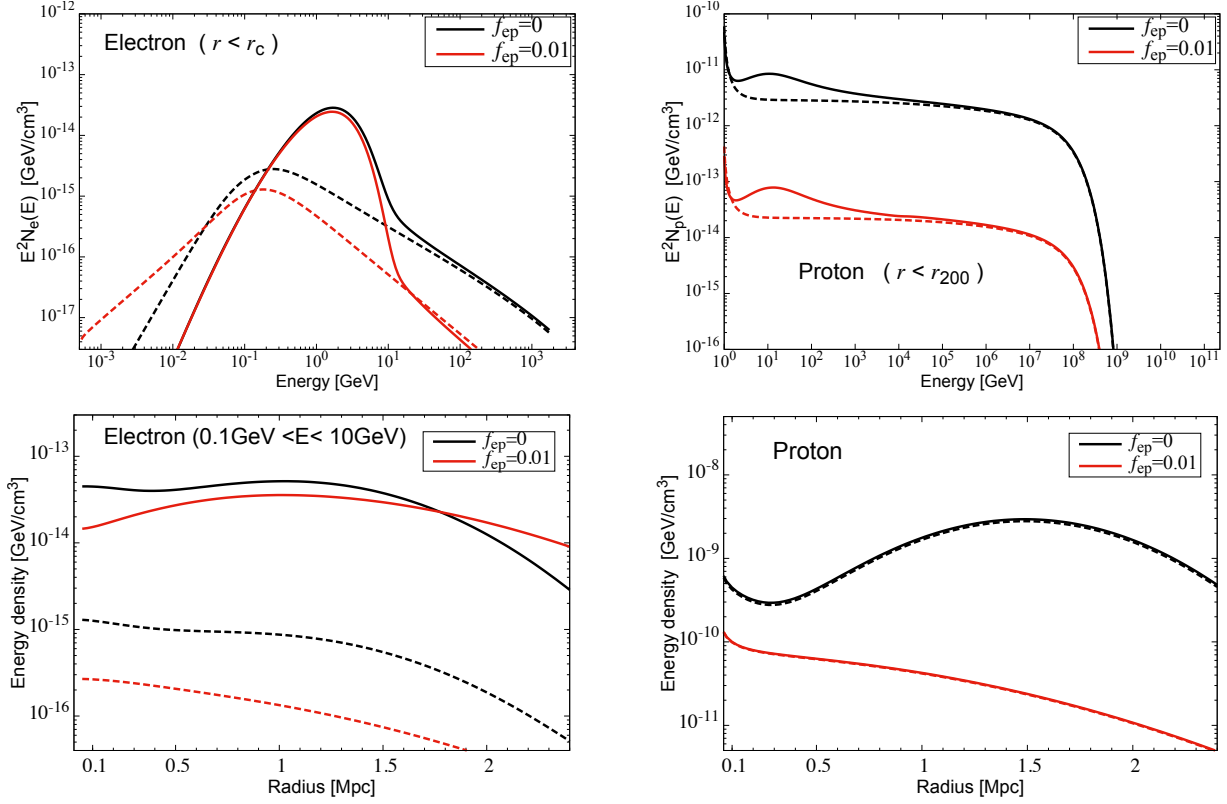 Electron ( r < rc )
fep=0
fep=0.01
E²Ne(E) [GeV/cm³]
10⁻¹²
10⁻¹³
10⁻¹⁴
10⁻¹⁵
10⁻¹⁶
10⁻¹⁷
10⁻³ 10⁻² 10⁻¹ 10⁰ 10¹ 10² 10³
Energy [GeV]
fep=0
fep=0.01
Proton ( r < r200 )
E²Np(E) [GeV/cm³]
10⁻¹⁰
10⁻¹¹
10⁻¹²
10⁻¹³
10⁻¹⁴
10⁻¹⁵
10⁻¹⁶
10⁰ 10¹ 10² 10³ 10⁴ 10⁵ 10⁶ 10⁷ 10⁸ 10⁹ 10¹⁰ 10¹¹
Energy [GeV]
Electron (0.1GeV <E< 10GeV)
fep=0
fep=0.01
Energy density [GeV/cm³]
10⁻¹³
10⁻¹⁴
10⁻¹⁵
10⁻¹⁶
0.1 0.5 1 1.5 2
Radius [Mpc]
Proton
fep=0
fep=0.01
Energy density [GeV/cm³]
10⁻⁸
10⁻⁹
10⁻¹⁰
10⁻¹¹
0.1 0.5 1 1.5 2
Radius [Mpc]